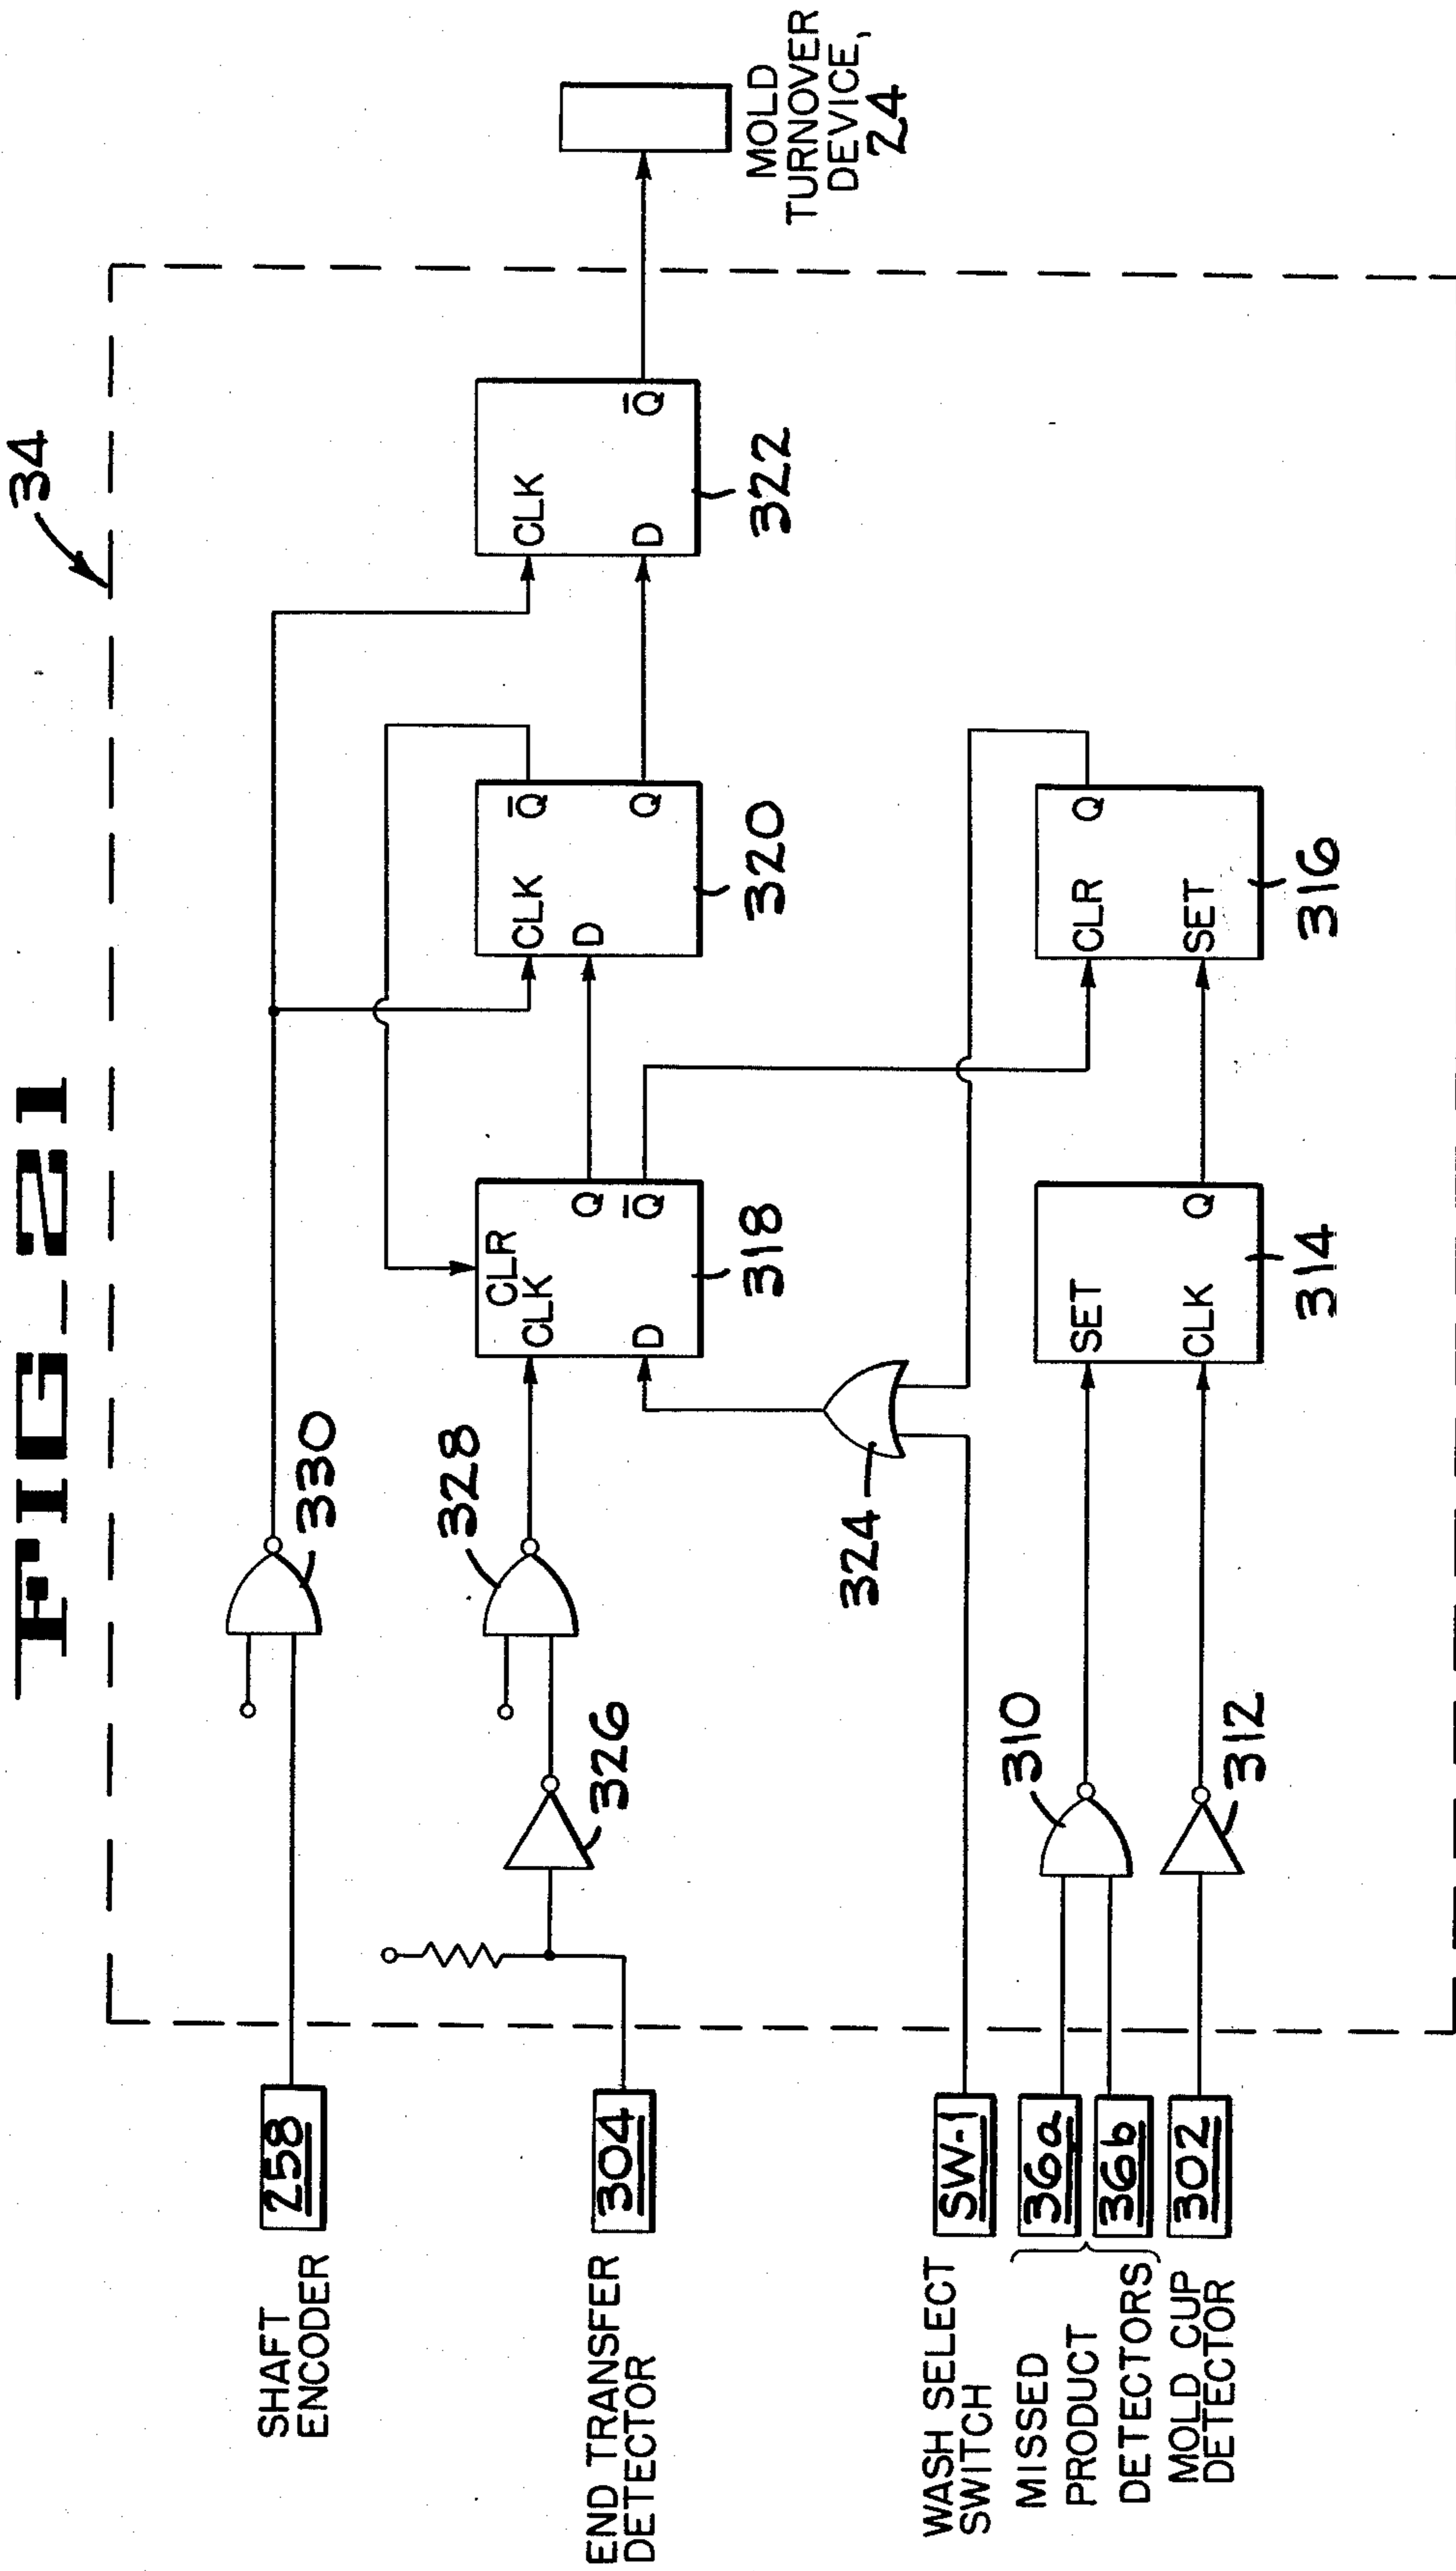 FIG_21
34
SHAFT
ENCODER
258
330
END TRANSFER
DETECTOR
304
326
328
CLR
CLK
D
Q
Q̅
318
CLK
D
Q̅
Q
320
CLK
D
Q̅
322
MOLD
TURNOVER
DEVICE,
24
WASH SELECT
SWITCH
SW-1
324
MISSED
PRODUCT
DETECTORS
36a
36b
310
MOLD CUP
DETECTOR
302
312
SET
CLK
Q
314
CLR
SET
Q
316